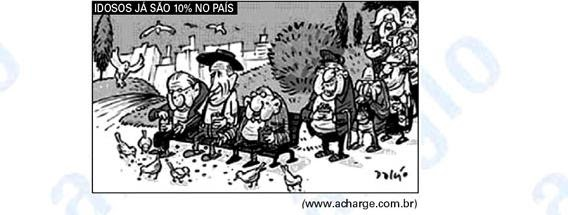 IDOSOS JÁ SÃO 10% NO PAÍS
(www.acharge.com.br)